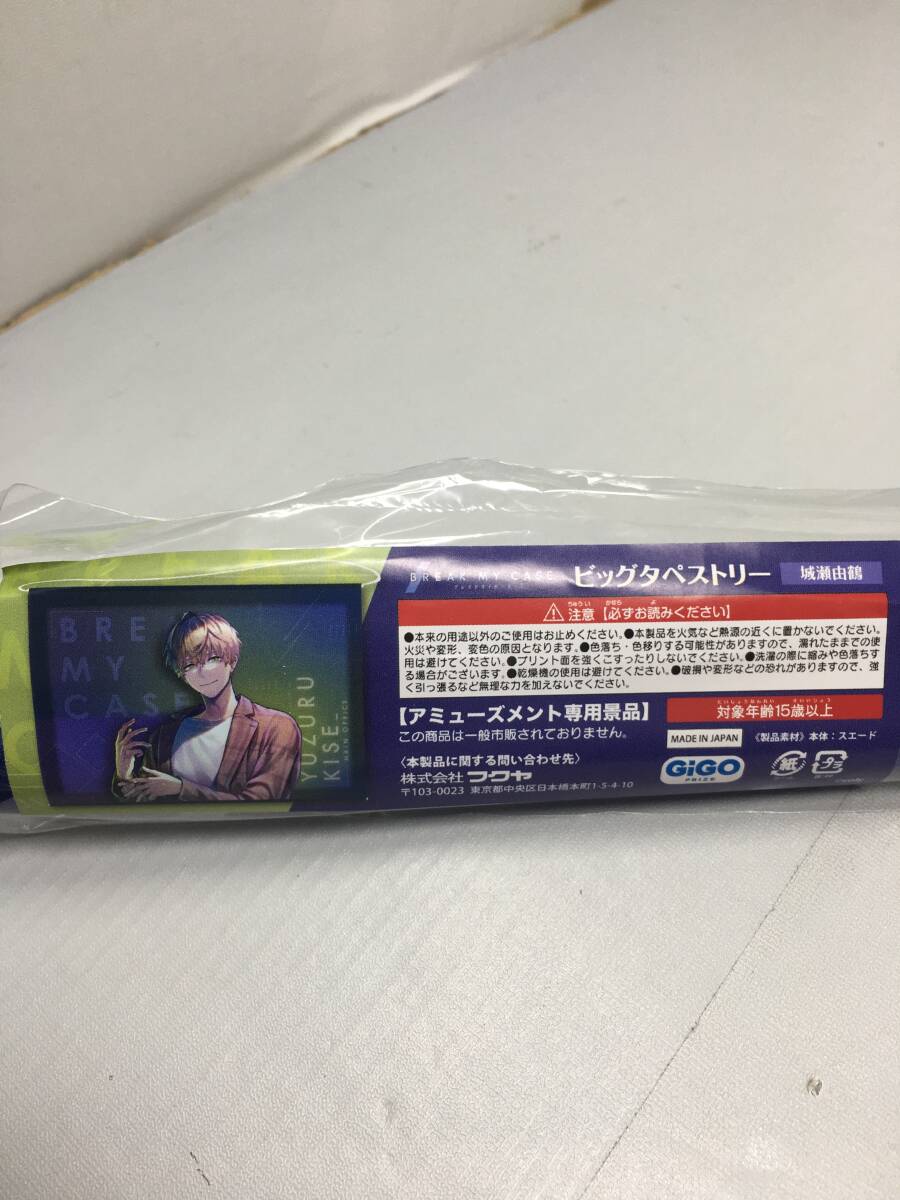 BREAK MY CASE ビッグタペストリー 城瀬由鶴
注意【必ずお読みください】
●本来の用途以外のご使用はお止めください。●本製品を火気など熱源の近くに置かないでください。
火災や変形、変色の原因となります。●色落ち・色移りする可能性がありますので、濡れたままでの使
用は避けてください。●プリント面を強くこすったりしないでください。●洗濯の際に縮みや色落ちす
る場合がございます。●乾燥機の使用は避けてください。●破損や変形などの恐れがありますので、強
く引っ張るなど無理な力を加えないでください。
【アミューズメント専用景品】
この商品は一般市販されておりません。
対象年齢15歳以上
MADE IN JAPAN 《製品素材》本体：スエード
〈本製品に関する問い合わせ先〉
株式会社フクヤ
〒103-0023 東京都中央区日本橋本町1-5-4-10
GiGO
PRIZE
紙
プラ
BRE
MY
CASE
YUZURU
KISE